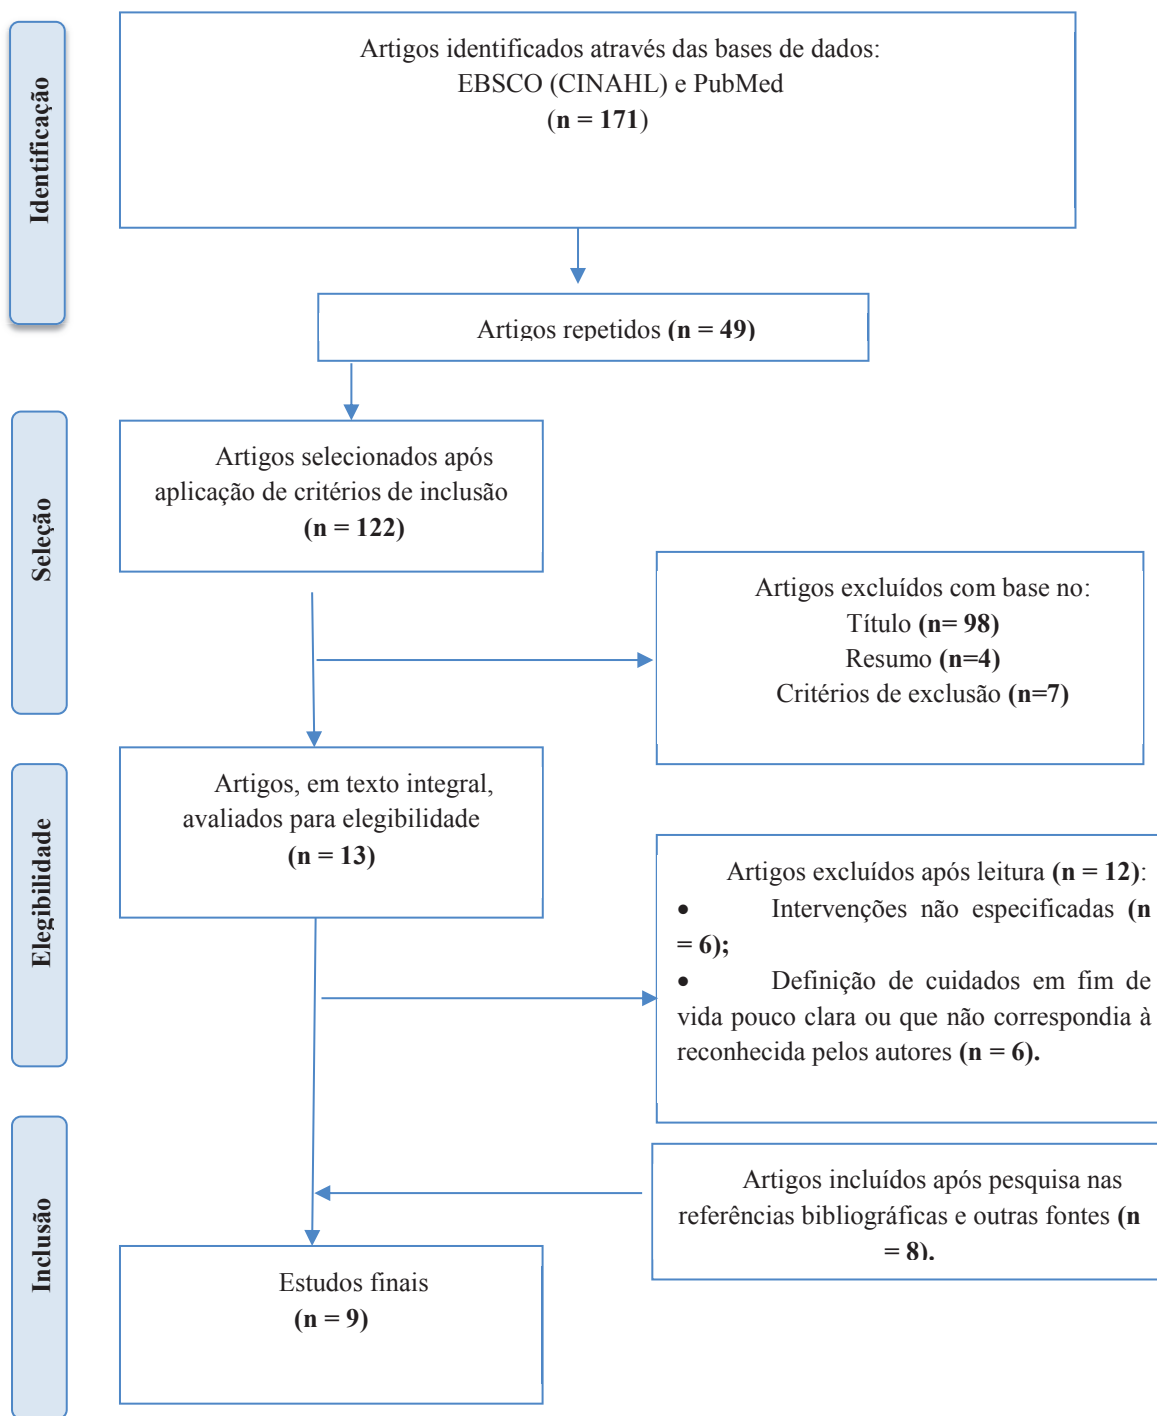 Identificação
Artigos identificados através das bases de dados:
EBSCO (CINAHL) e PubMed
(n = 171)
Artigos repetidos (n = 49)
Seleção
Artigos selecionados após
aplicação de critérios de inclusão
(n = 122)
Artigos excluídos com base no:
Título (n= 98)
Resumo (n=4)
Critérios de exclusão (n=7)
Elegibilidade
Artigos, em texto integral,
avaliados para elegibilidade
(n = 13)
Artigos excluídos após leitura (n = 12):
• Intervenções não especificadas (n
= 6);
• Definição de cuidados em fim de
vida pouco clara ou que não correspondia à
reconhecida pelos autores (n = 6).
Inclusão
Artigos incluídos após pesquisa nas
referências bibliográficas e outras fontes (n
= 8).
Estudos finais
(n = 9)